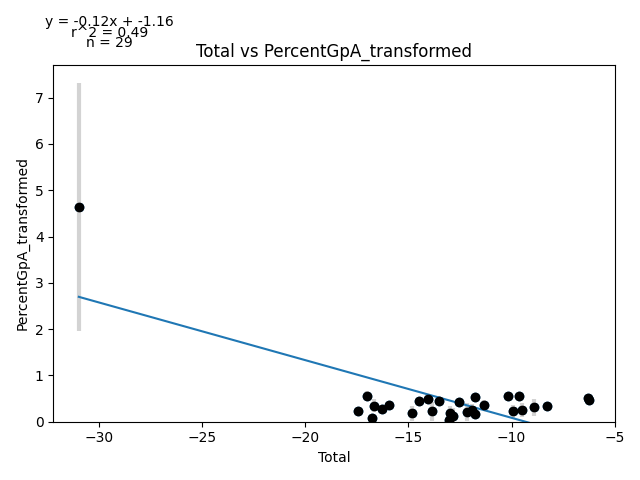 y = -0.12x + -1.16
r^2 = 0.49
n = 29
Total vs PercentGpA_transformed
PercentGpA_transformed
7
6
5
4
3
2
1
0
−30
−25
−20
−15
−10
−5
Total